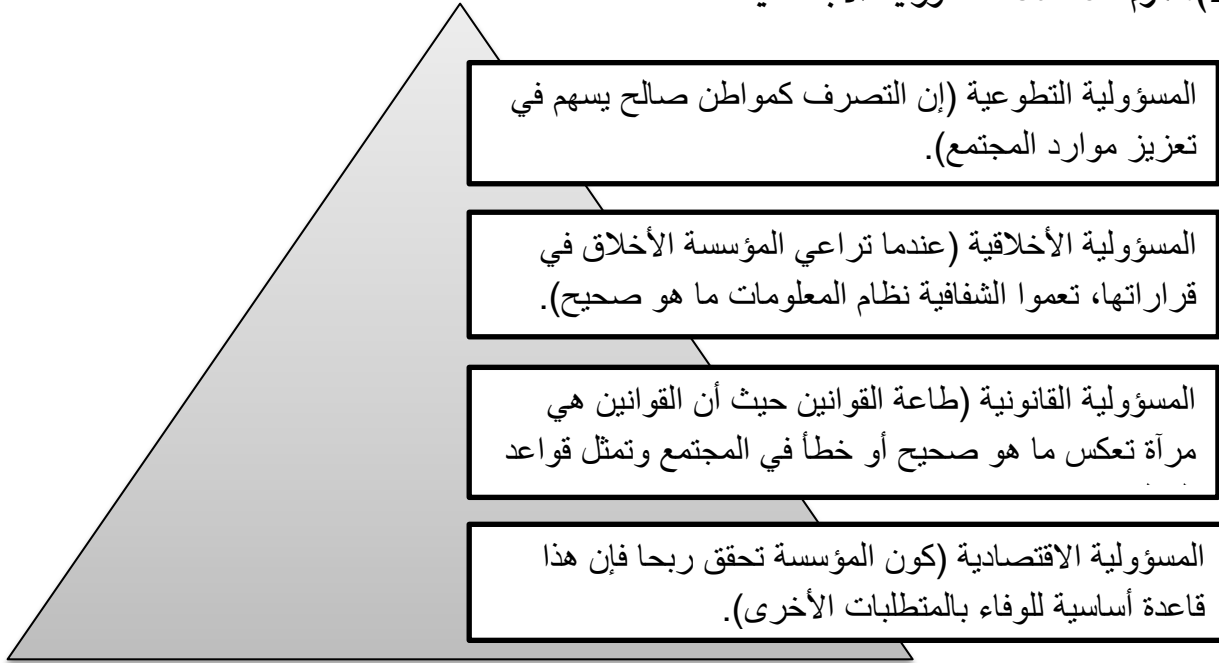 المسؤولية التطوعية (إن التصرف كمواطن صالح يسهم في
تعزيز موارد المجتمع).
المسؤولية الأخلاقية (عندما تراعي المؤسسة الأخلاق في
قراراتها، تعموا الشفافية نظام المعلومات ما هو صحيح).
المسؤولية القانونية (طاعة القوانين حيث أن القوانين هي
مرآة تعكس ما هو صحيح أو خطأ في المجتمع وتمثل قواعد
المسؤولية الاقتصادية (كون المؤسسة تحقق ربحا فإن هذا
قاعدة أساسية للوفاء بالمتطلبات الأخرى).